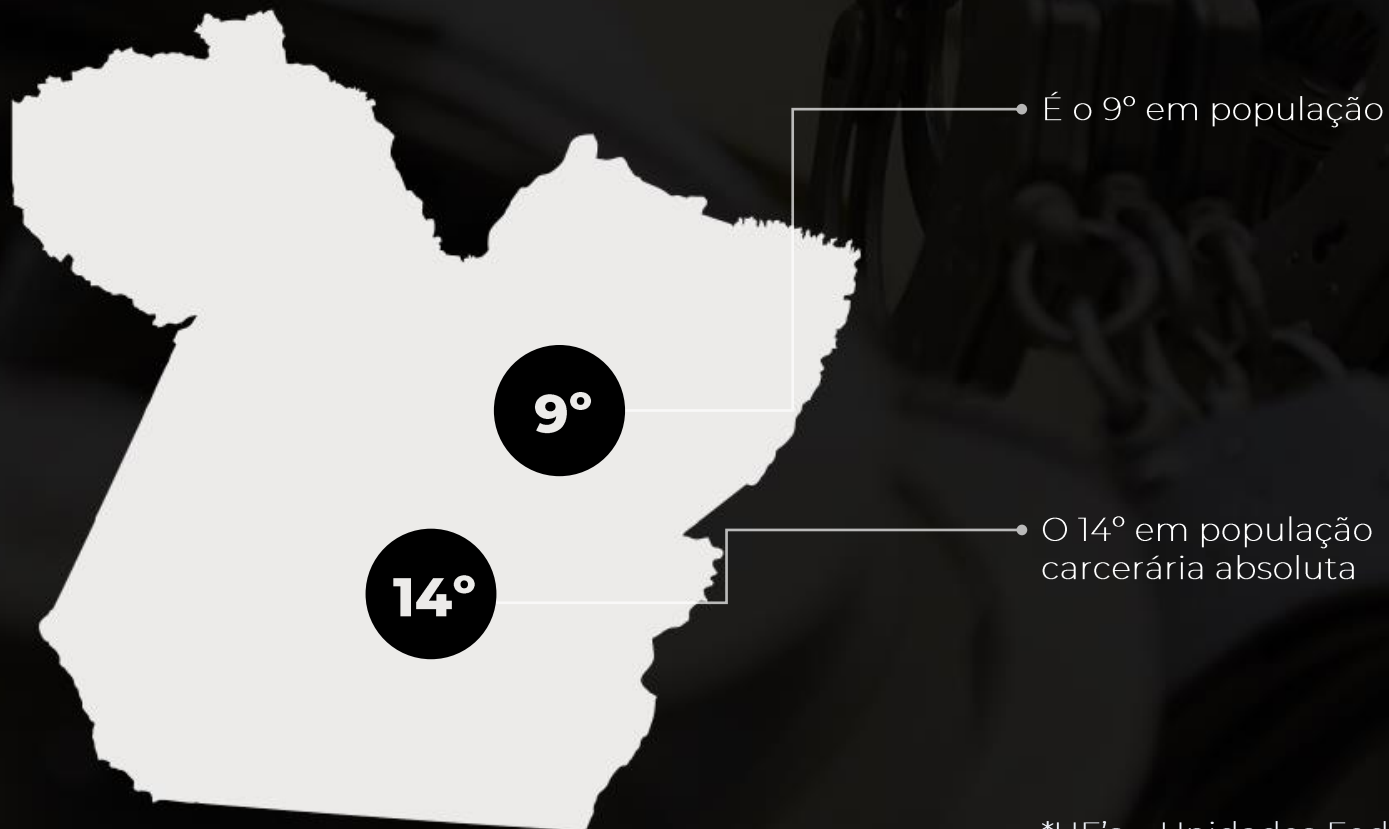 É o 9º em população
9º
O 14º em população
carcerária absoluta
14º